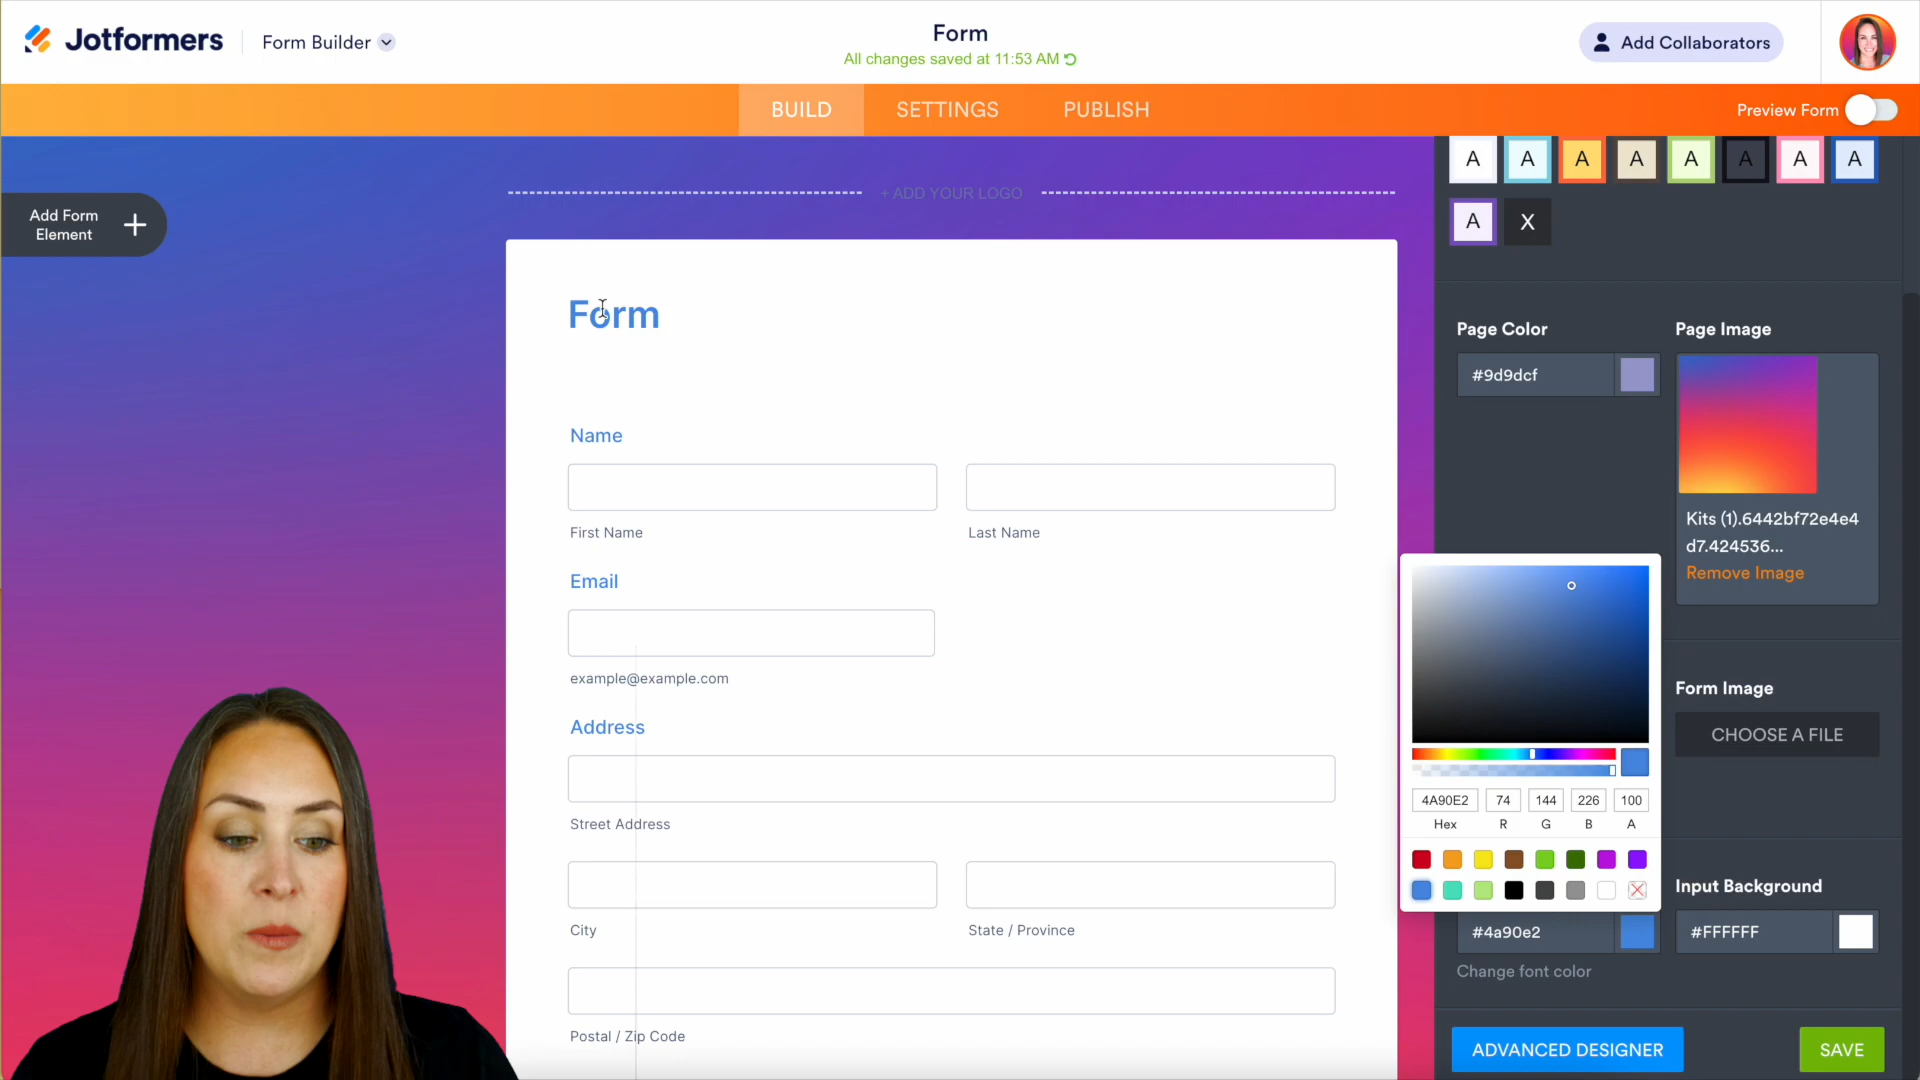 Jotformers
Form Builder
Form
All changes saved at 11:53 AM
Add Collaborators
BUILD
SETTINGS
PUBLISH
Preview Form
A A A A A A A A
A X
Add Form
Element
+ ADD YOUR LOGO
Form
Name
First Name
Last Name
Email
example@example.com
Address
Street Address
City
State / Province
Postal / Zip Code
Page Color
#9d9dcf
Page Image
Kits (1).6442bf72e4e4
d7.424536...
Remove Image
Form Image
CHOOSE A FILE
4A90E2 74 144 226 100
Hex R G B A
#4a90e2
Change font color
Input Background
#FFFFFF
ADVANCED DESIGNER
SAVE